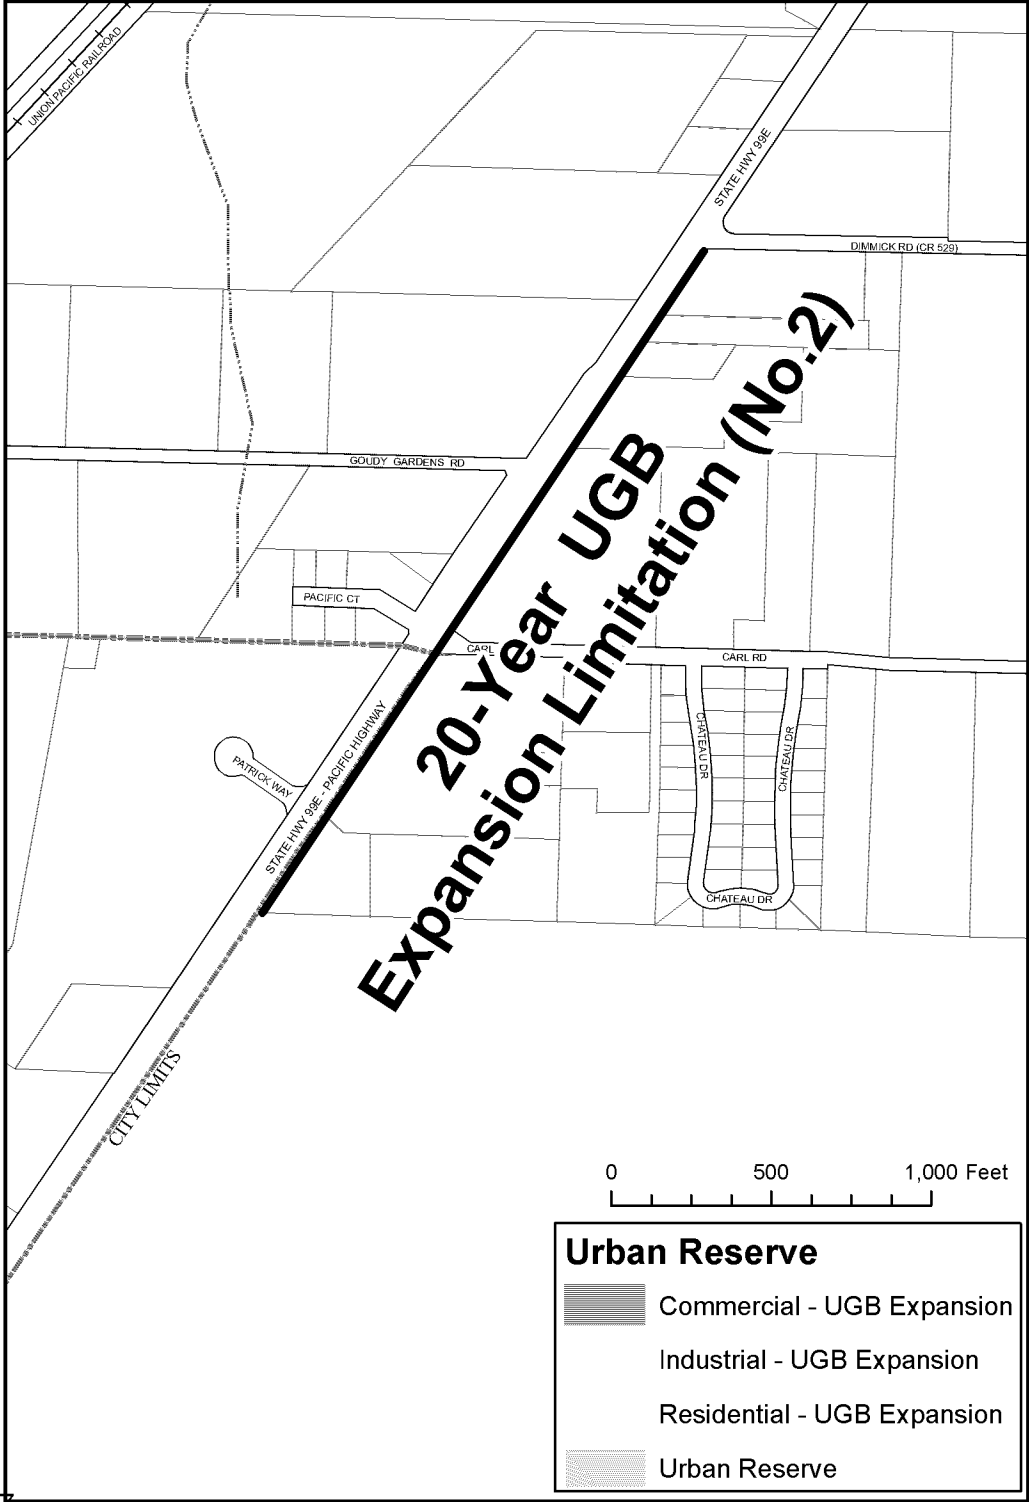 UNION PACIFIC RAILROAD
STATE HWY 99E
DIMMICK RD (CR 529)
20-Year UGB
Expansion Limitation (No.2)
GOUDY GARDENS RD
PACIFIC CT
CARL
CARL RD
STATE HWY 99E - PACIFIC HIGHWAY
PATRICK WAY
CHATEAU DR
CHATEAU DR
CHATEAU DR
CITY LIMITS
0 500 1,000 Feet
Urban Reserve
Commercial - UGB Expansion
Industrial - UGB Expansion
Residential - UGB Expansion
Urban Reserve